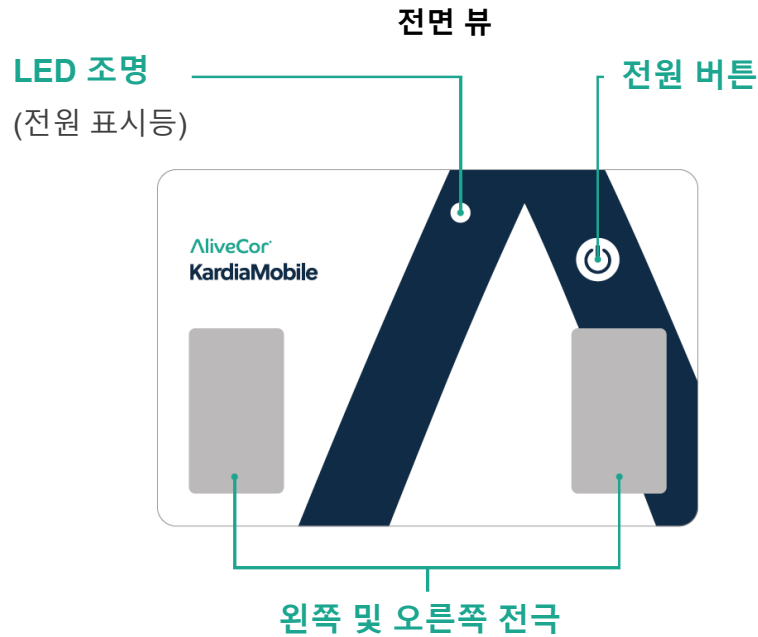 전면 뷰
LED 조명
(전원 표시등)
전원 버튼
AliveCor
KardiaMobile
왼쪽 및 오른쪽 전극